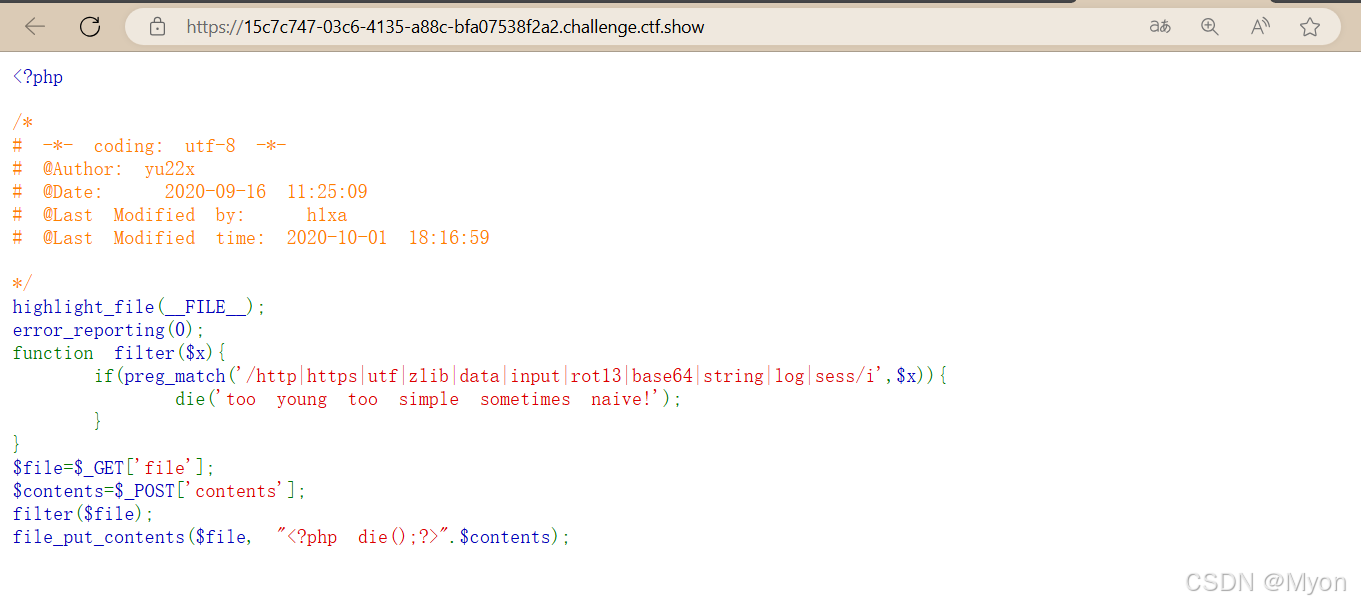 https://15c7c747-03c6-4135-a88c-bfa07538f2a2.challenge.ctf.show
<?php
/*
# -*- coding: utf-8 -*-
# @Author: yu22x
# @Date:   2020-09-16 11:25:09
# @Last Modified by:   h1xa
# @Last Modified time: 2020-10-01 18:16:59
*/
highlight_file(__FILE__);
error_reporting(0);
function filter($x){
    if(preg_match('/http|https|utf|zlib|data|input|rot13|base64|string|log|sess/i',$x)){
        die('too young too simple sometimes naive!');
    }
}
$file=$_GET['file'];
$contents=$_POST['contents'];
filter($file);
file_put_contents($file, "<?php die();?>".$contents);
CSDN @Myon